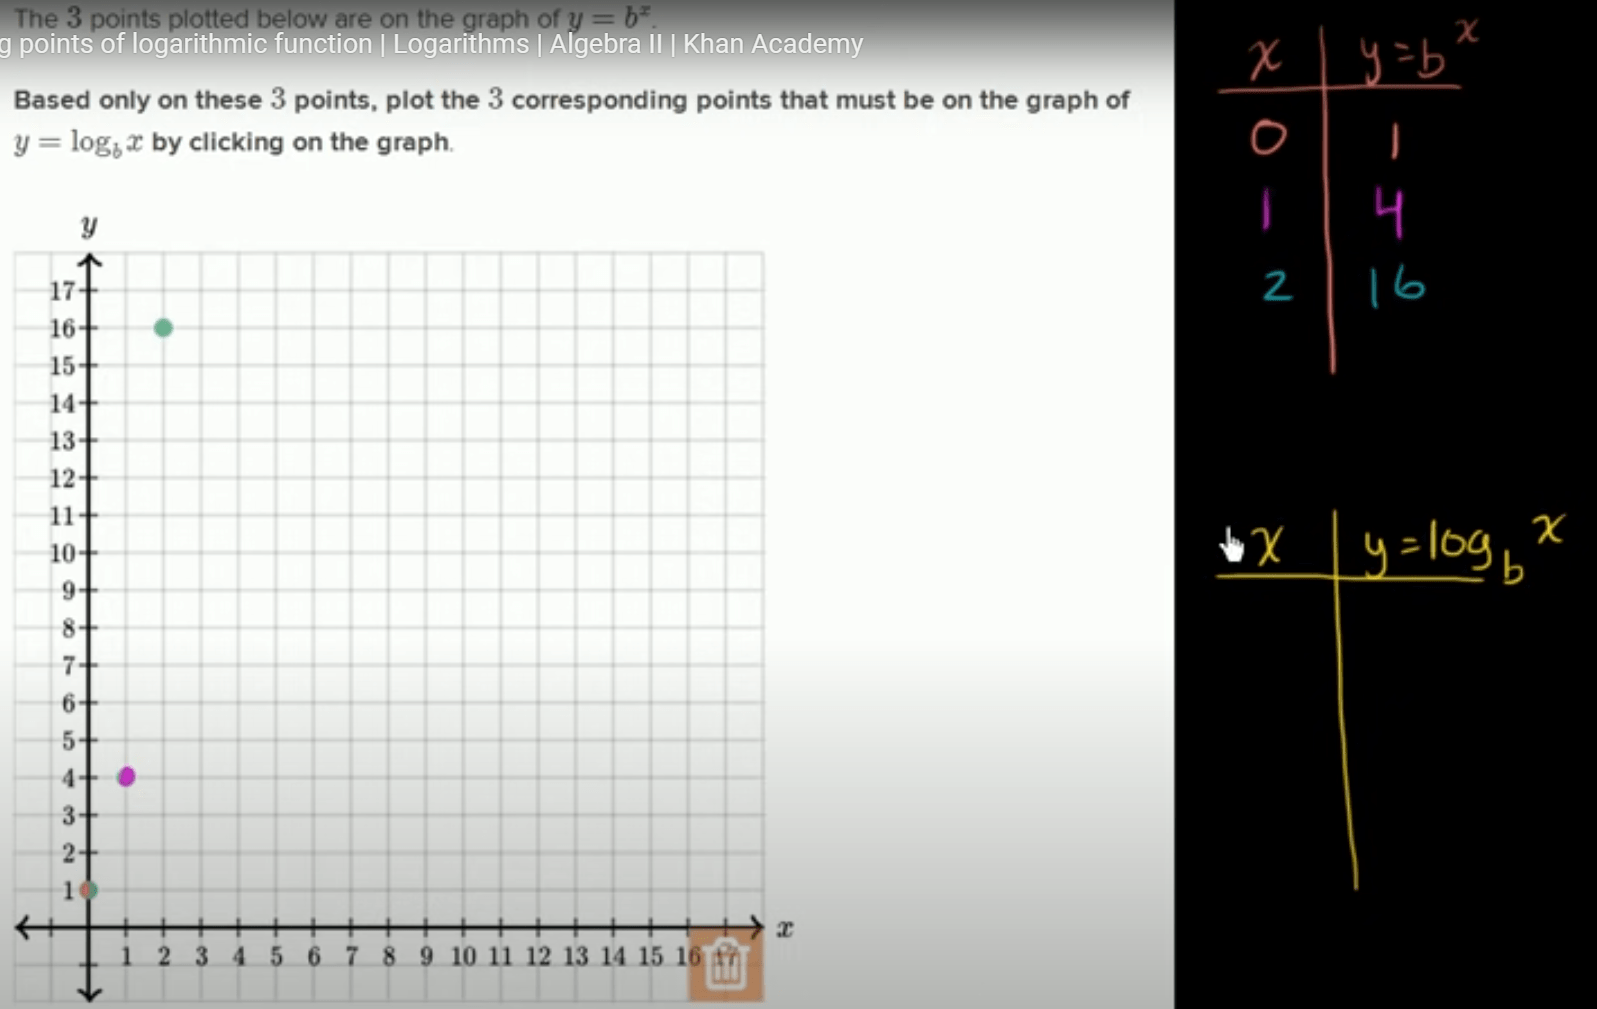 The 3 points plotted below are on the graph of y = bˣ.
g points of logarithmic function | Logarithms | Algebra II | Khan Academy
Based only on these 3 points, plot the 3 corresponding points that must be on the graph of
y = log_b x by clicking on the graph.
y
17
16
15
14
13
12
11
10
9
8
7
6
5
4
3
2
1
x
1 2 3 4 5 6 7 8 9 10 11 12 13 14 15 16 17
x y=bˣ
0 1
1 4
2 16
x y=log_b x